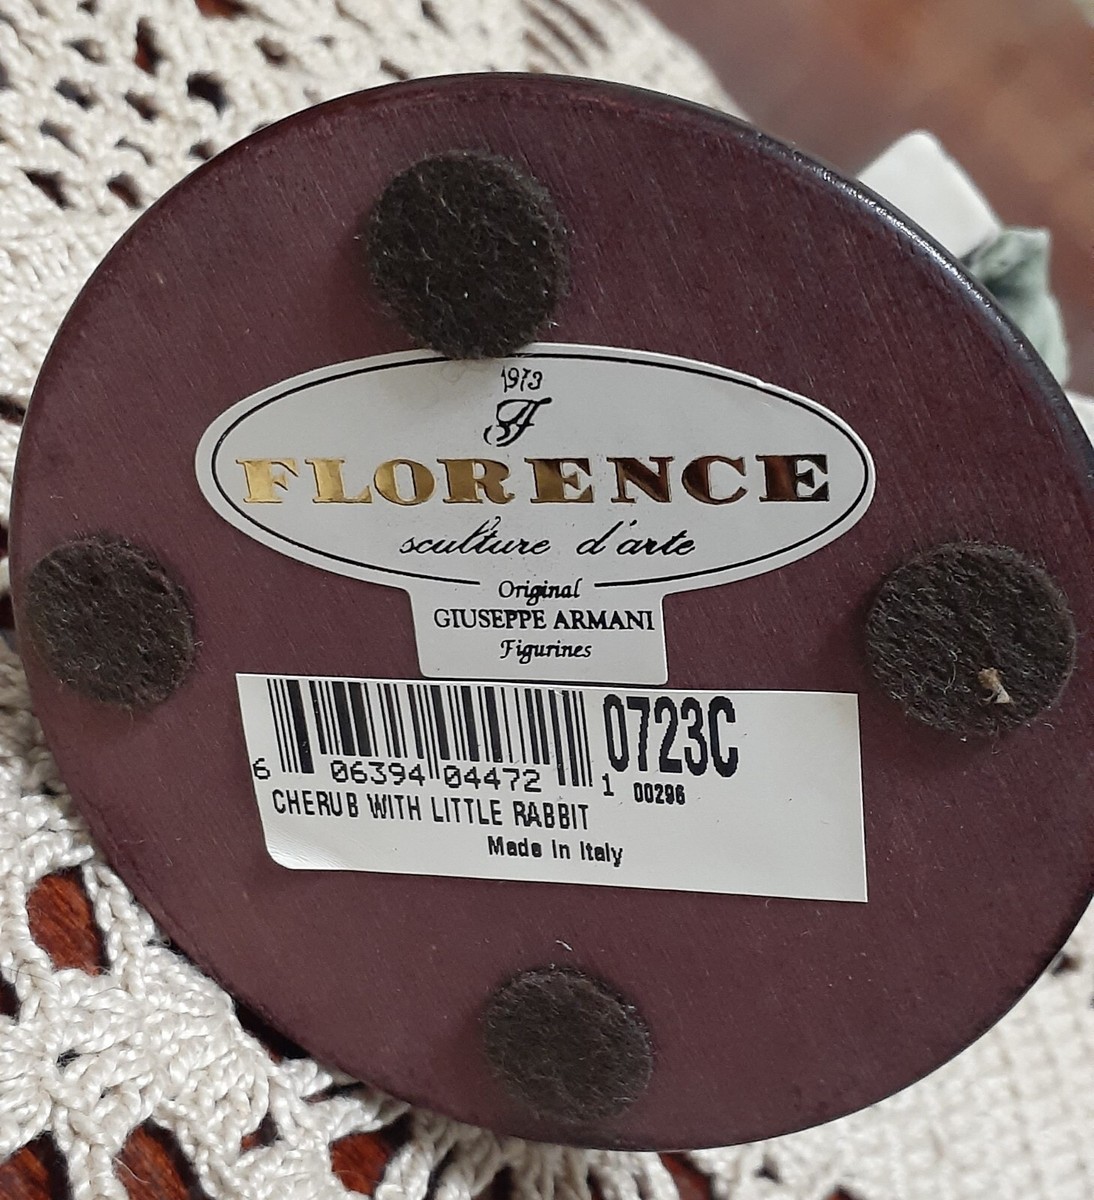 1973
FLORENCE
sculture d'arte
Original
GIUSEPPE ARMANI
Figurines
0723C
6 06394 04472 1 00296
CHERUB WITH LITTLE RABBIT
Made in Italy